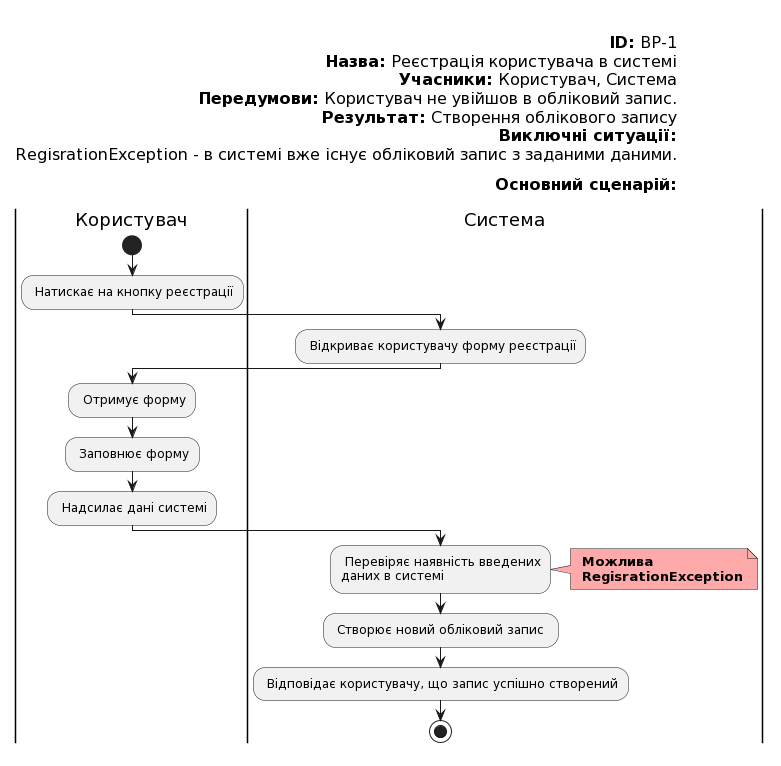 ID: BP-1
Назва: Реєстрація користувача в системі
Учасники: Користувач, Система
Передумови: Користувач не увійшов в обліковий запис.
Результат: Створення облікового запису
Виключні ситуації:
RegisrationException - в системі вже існує обліковий запис з заданими даними.
Основний сценарій:
Користувач
Система
Натискає на кнопку реєстрації
Відкриває користувачу форму реєстрації
Отримує форму
Заповнює форму
Надсилає дані системі
Перевіряє наявність введених
даних в системі
Можлива
RegisrationException
Створює новий обліковий запис
Відповідає користувачу, що запис успішно створений